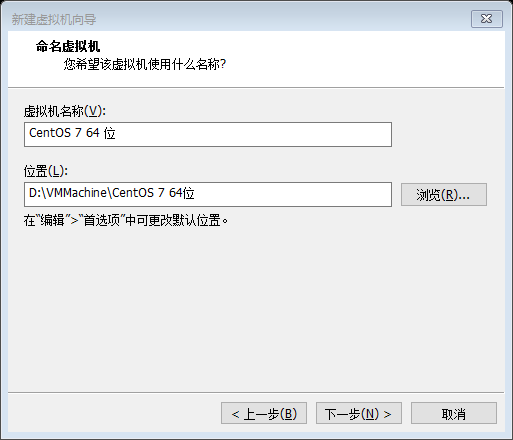 新建虚拟机向导
命名虚拟机
您希望该虚拟机使用什么名称?
虚拟机名称(V):
CentOS 7 64 位
位置(L):
D:\VMMachine\CentOS 7 64位
浏览(R)...
在“编辑”>“首选项”中可更改默认位置。
< 上一步(B)
下一步(N) >
取消